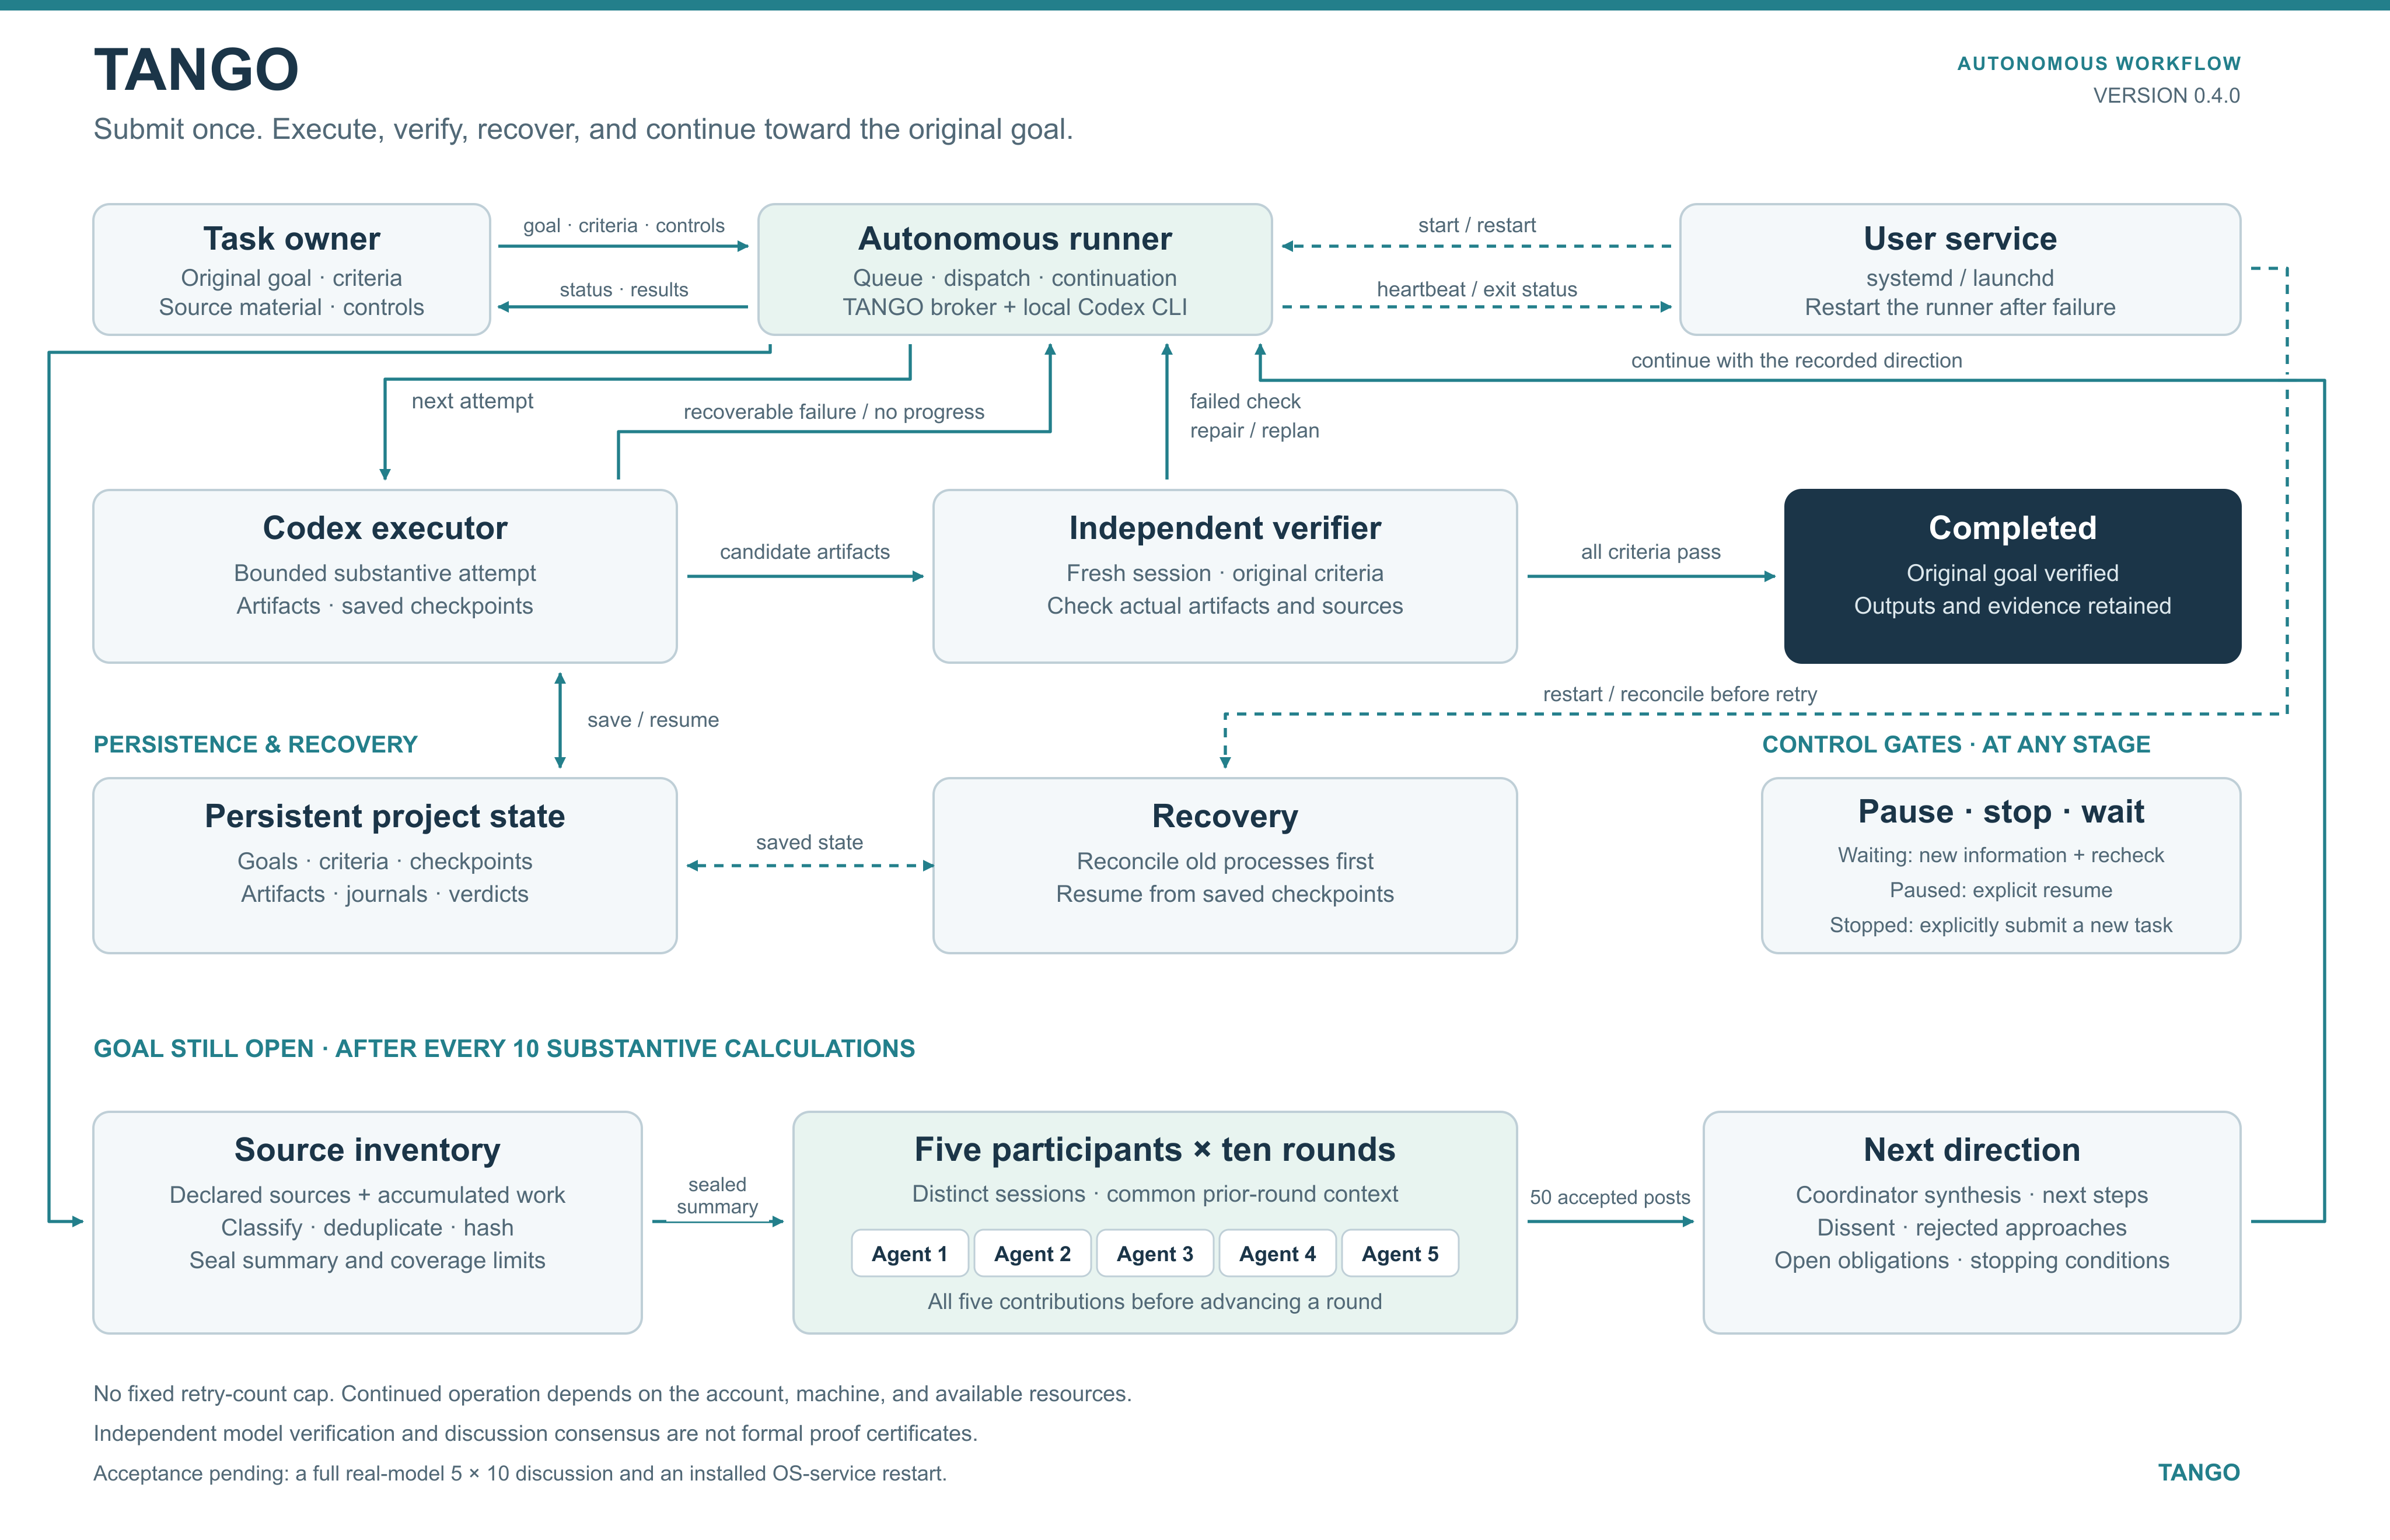 TANGO
AUTONOMOUS WORKFLOW
VERSION 0.4.0
Submit once. Execute, verify, recover, and continue toward the original goal.
Task owner
Original goal · criteria
Source material · controls
goal · criteria · controls
status · results
Autonomous runner
Queue · dispatch · continuation
TANGO broker + local Codex CLI
start / restart
heartbeat / exit status
User service
systemd / launchd
Restart the runner after failure
continue with the recorded direction
next attempt
recoverable failure / no progress
failed check
repair / replan
Codex executor
Bounded substantive attempt
Artifacts · saved checkpoints
candidate artifacts
Independent verifier
Fresh session · original criteria
Check actual artifacts and sources
all criteria pass
Completed
Original goal verified
Outputs and evidence retained
save / resume
restart / reconcile before retry
PERSISTENCE & RECOVERY
CONTROL GATES · AT ANY STAGE
Persistent project state
Goals · criteria · checkpoints
Artifacts · journals · verdicts
saved state
Recovery
Reconcile old processes first
Resume from saved checkpoints
Pause · stop · wait
Waiting: new information + recheck
Paused: explicit resume
Stopped: explicitly submit a new task
GOAL STILL OPEN · AFTER EVERY 10 SUBSTANTIVE CALCULATIONS
Source inventory
Declared sources + accumulated work
Classify · deduplicate · hash
Seal summary and coverage limits
sealed
summary
Five participants × ten rounds
Distinct sessions · common prior-round context
Agent 1
Agent 2
Agent 3
Agent 4
Agent 5
All five contributions before advancing a round
50 accepted posts
Next direction
Coordinator synthesis · next steps
Dissent · rejected approaches
Open obligations · stopping conditions
No fixed retry-count cap. Continued operation depends on the account, machine, and available resources.
Independent model verification and discussion consensus are not formal proof certificates.
Acceptance pending: a full real-model 5 × 10 discussion and an installed OS-service restart.
TANGO